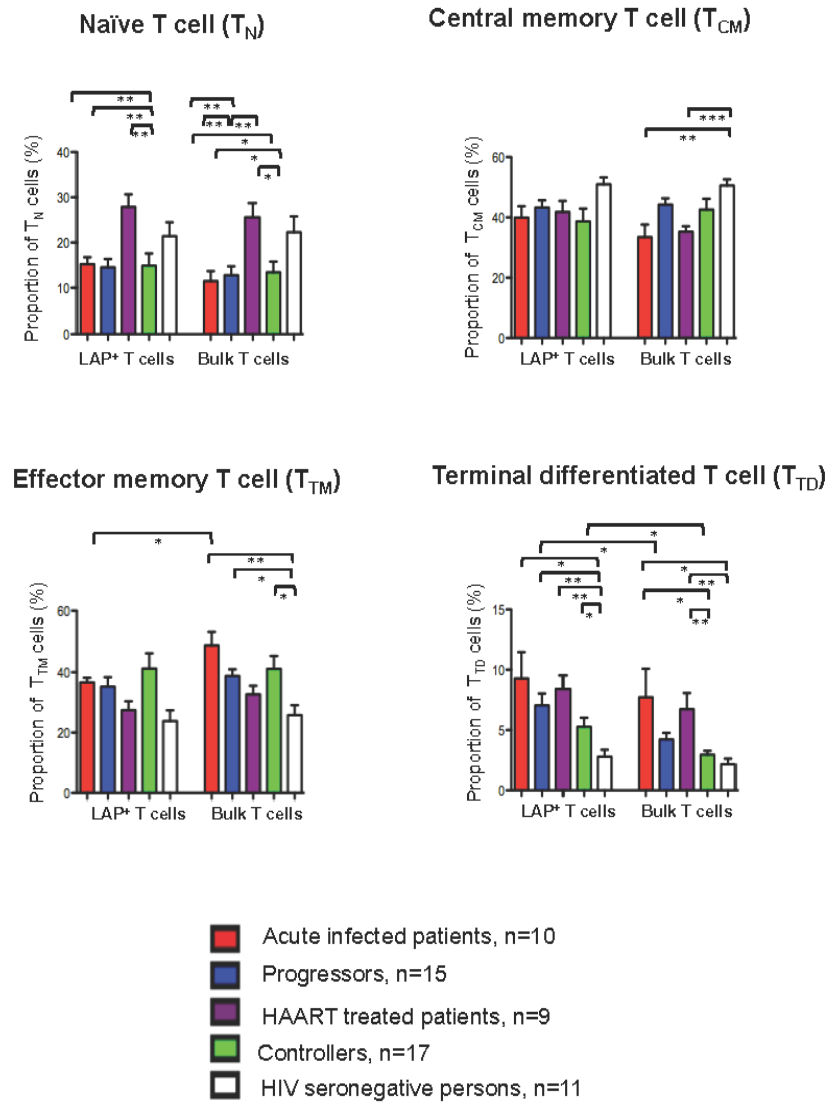 Naïve T cell (TN)
Central memory T cell (TCM)
** ** ** ** ** ** * * *
*** **
Proportion of TN cells (%)
40
30
20
10
0
LAP+ T cells
Bulk T cells
Proportion of TCM cells (%)
60
40
20
0
LAP+ T cells
Bulk T cells
Effector memory T cell (TTM)
Terminal differentiated T cell (TTD)
* ** * *
* * * ** ** * * ** * **
Proportion of TTM cells (%)
60
40
20
0
LAP+ T cells
Bulk T cells
Proportion of TTD cells (%)
15
10
5
0
LAP+ T cells
Bulk T cells
Acute infected patients, n=10
Progressors, n=15
HAART treated patients, n=9
Controllers, n=17
HIV seronegative persons, n=11